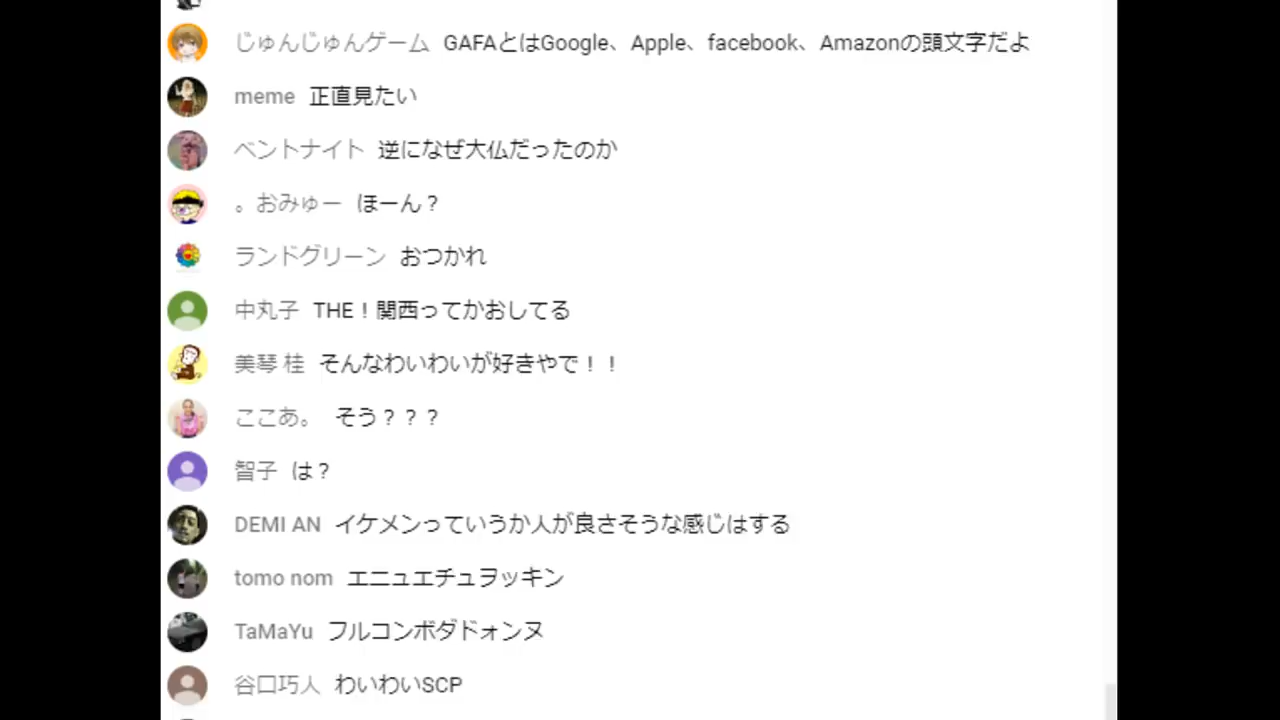 じゅんじゅんゲーム GAFAとはGoogle、Apple、facebook、Amazonの頭文字だよ
meme 正直見たい
ベントナイト 逆になぜ大仏だったのか
。おみゅー ほーん？
ランドグリーン おつかれ
中丸子 THE！関西ってかおしてる
美琴 桂 そんなわいわいが好きやで！！
ここあ。 そう？？？
智子 は？
DEMI AN イケメンっていうか人が良さそうな感じはする
tomo nom エニュエチュヲッキン
TaMaYu フルコンボダドォンヌ
谷口巧人 わいわいSCP